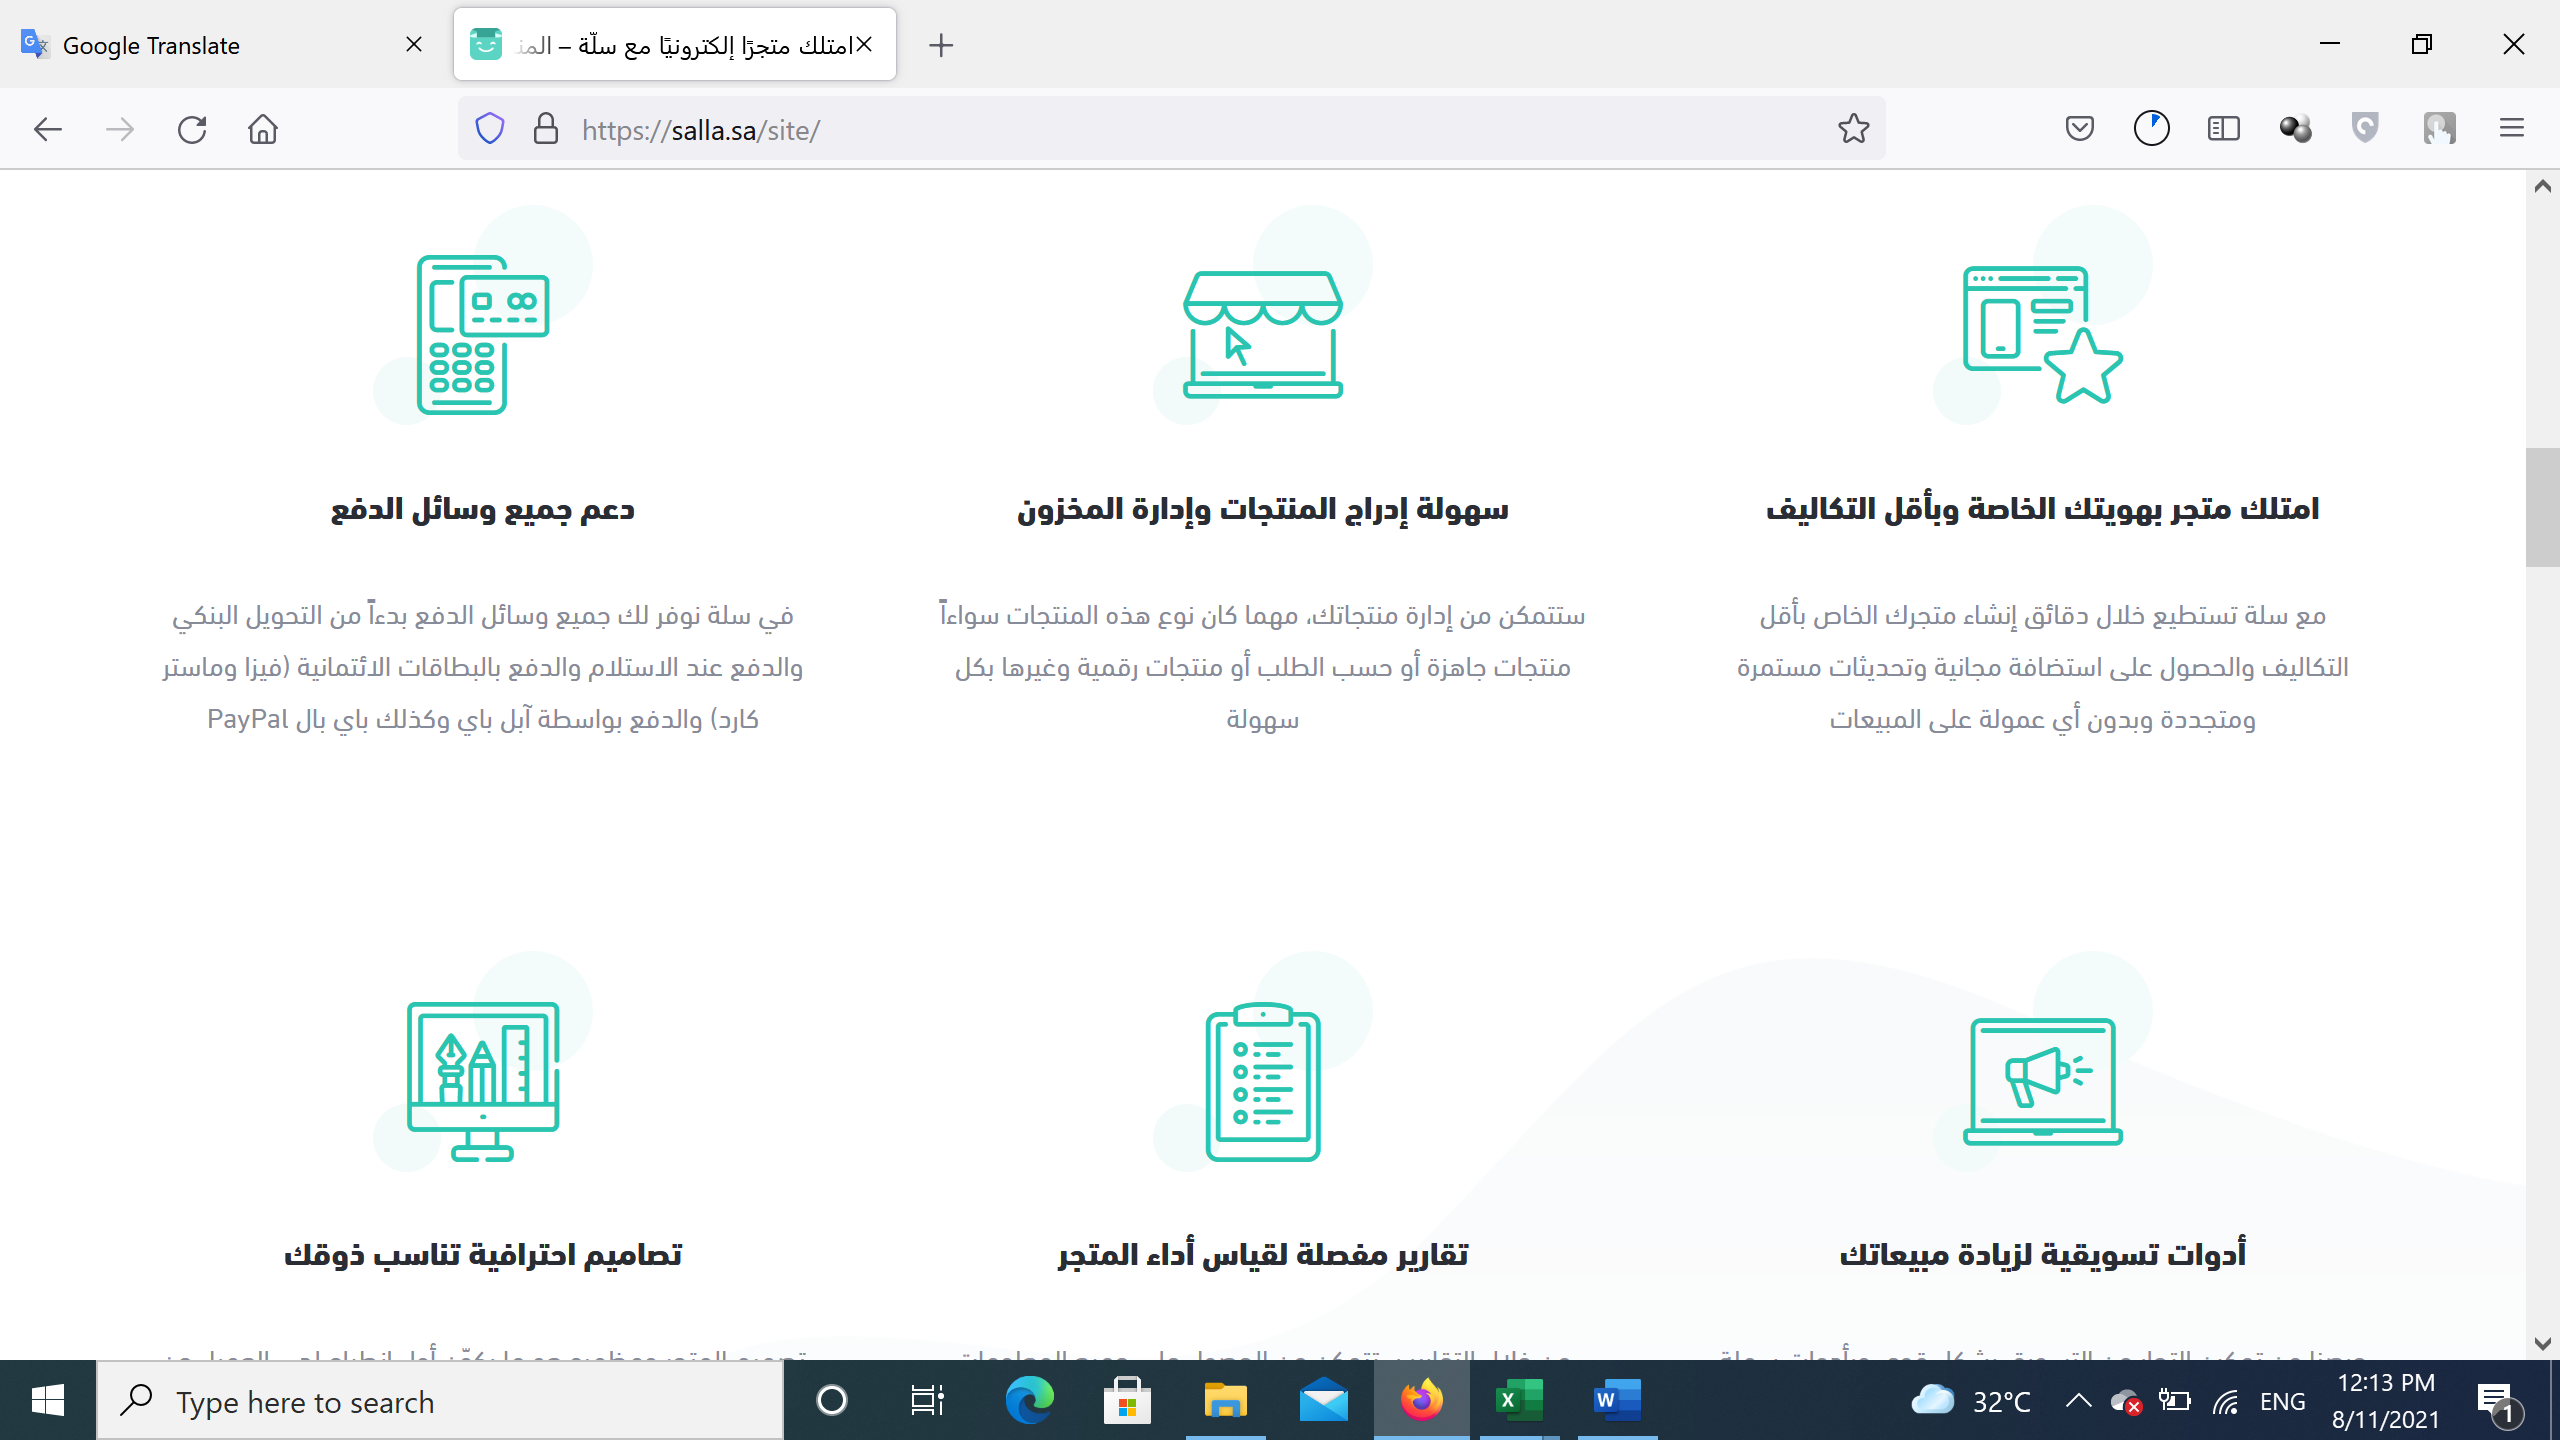 Google Translate
امتلك متجرًا إلكترونيًا مع سلّة – المن
https://salla.sa/site/
امتلك متجر بهويتك الخاصة وبأقل التكاليف
مع سلة تستطيع خلال دقائق إنشاء متجرك الخاص بأقل
التكاليف والحصول على استضافة مجانية وتحديثات مستمرة
ومتجددة وبدون أي عمولة على المبيعات
سهولة إدراج المنتجات وإدارة المخزون
ستتمكن من إدارة منتجاتك، مهما كان نوع هذه المنتجات سواءاً
منتجات جاهزة أو حسب الطلب أو منتجات رقمية وغيرها بكل
سهولة
دعم جميع وسائل الدفع
في سلة نوفر لك جميع وسائل الدفع بدءاً من التحويل البنكي
والدفع عند الاستلام والدفع بالبطاقات الائتمانية (فيزا وماستر
كارد) والدفع بواسطة آبل باي وكذلك باي بال PayPal
أدوات تسويقية لزيادة مبيعاتك
تقارير مفصلة لقياس أداء المتجر
تصاميم احترافية تناسب ذوقك
Type here to search
32°C
ENG
12:13 PM
8/11/2021
1